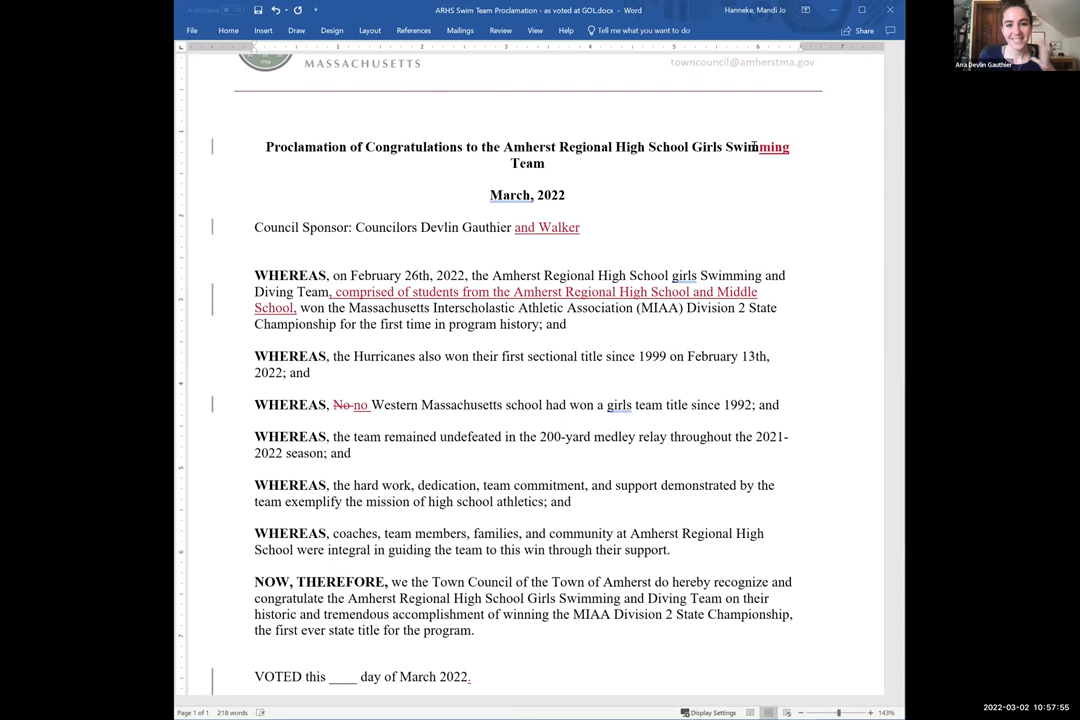 AutoSave Off
ARHS Swim Team Proclamation - as voted at GOL.docx - Word
Hanneke, Mandi Jo
File Home Insert Draw Design Layout References Mailings Review View Help Tell me what you want to do
Share
MASSACHUSETTS
towncouncil@amherstma.gov
Ana Devlin Gauthier
Proclamation of Congratulations to the Amherst Regional High School Girls Swimming
Team
March, 2022
Council Sponsor: Councilors Devlin Gauthier and Walker
WHEREAS, on February 26th, 2022, the Amherst Regional High School girls Swimming and
Diving Team, comprised of students from the Amherst Regional High School and Middle
School, won the Massachusetts Interscholastic Athletic Association (MIAA) Division 2 State
Championship for the first time in program history; and
WHEREAS, the Hurricanes also won their first sectional title since 1999 on February 13th,
2022; and
WHEREAS, No no Western Massachusetts school had won a girls team title since 1992; and
WHEREAS, the team remained undefeated in the 200-yard medley relay throughout the 2021-
2022 season; and
WHEREAS, the hard work, dedication, team commitment, and support demonstrated by the
team exemplify the mission of high school athletics; and
WHEREAS, coaches, team members, families, and community at Amherst Regional High
School were integral in guiding the team to this win through their support.
NOW, THEREFORE, we the Town Council of the Town of Amherst do hereby recognize and
congratulate the Amherst Regional High School Girls Swimming and Diving Team on their
historic and tremendous accomplishment of winning the MIAA Division 2 State Championship,
the first ever state title for the program.
VOTED this ____ day of March 2022.
Page 1 of 1 218 words
Display Settings
143%
2022-03-02 10:57:55